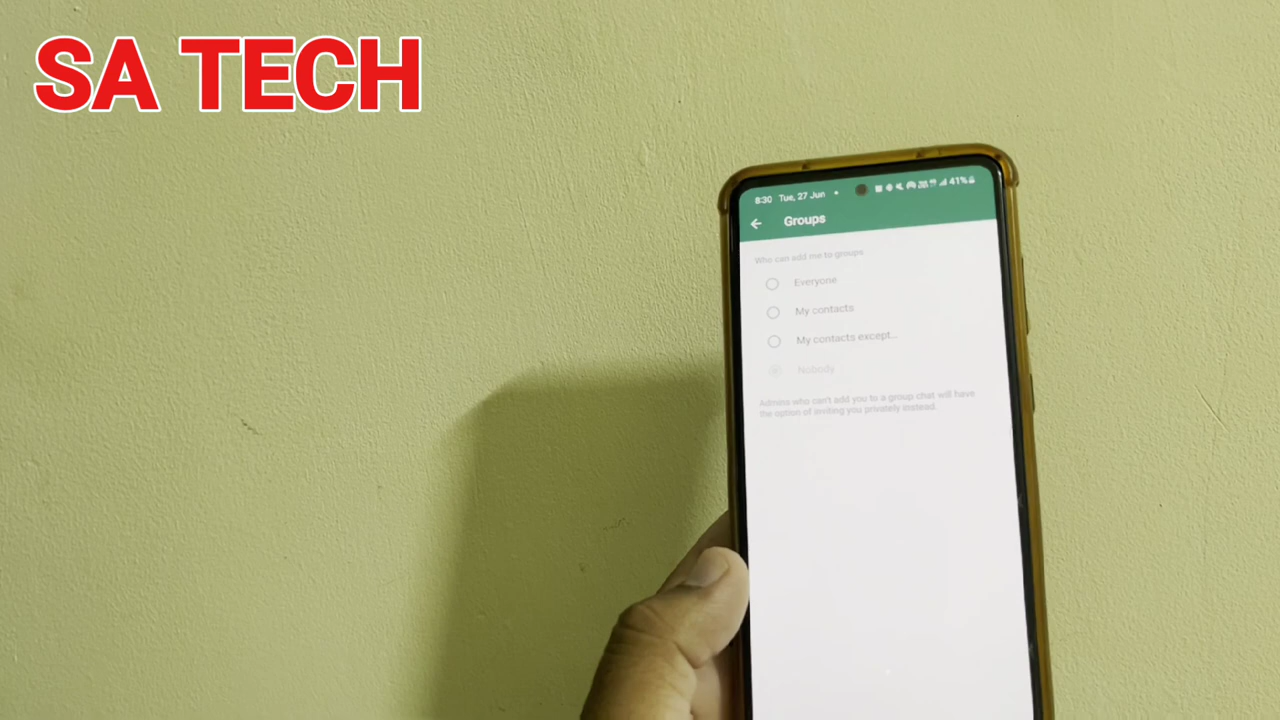 SA TECH
8:30 Tue, 27 Jun 41%
Groups
Who can add me to groups
Everyone
My contacts
My contacts except...
Nobody
Admins who can't add you to a group chat will have
the option of inviting you privately instead.